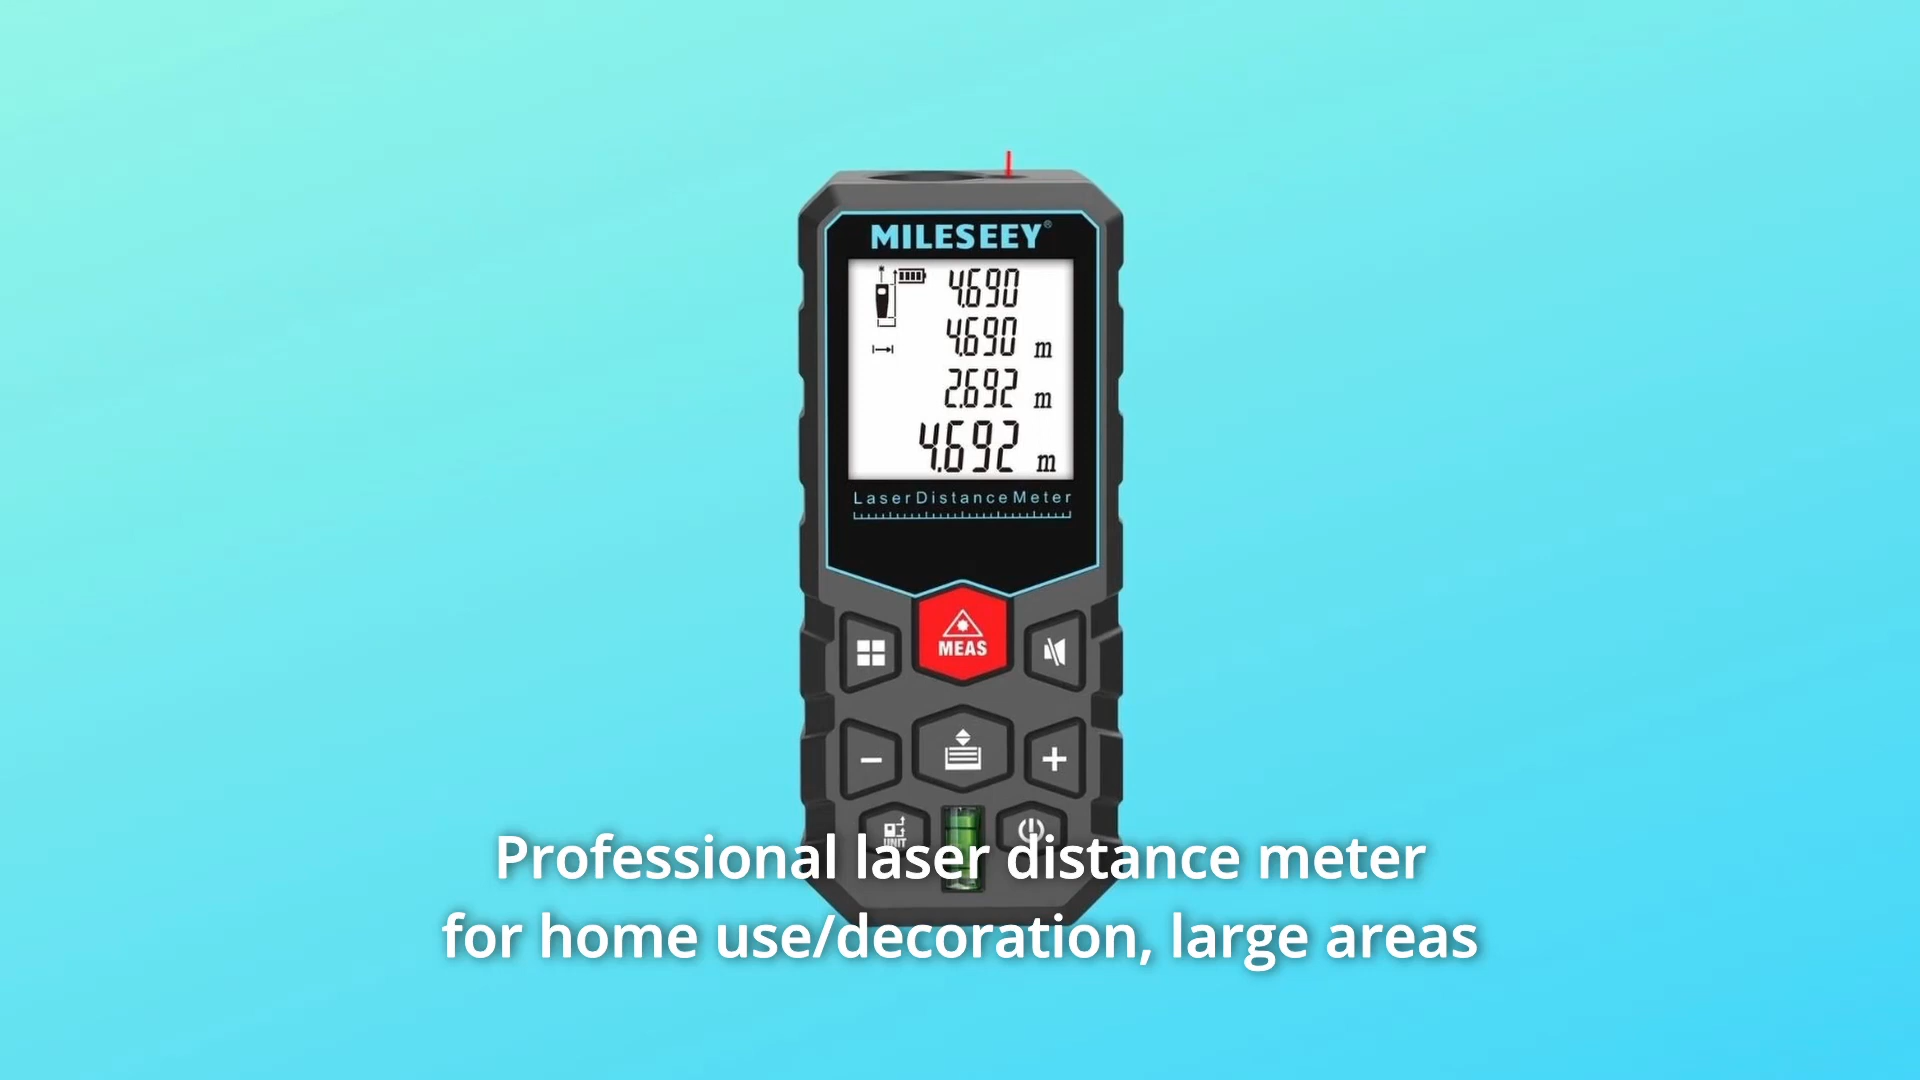 MILESEEY®
4.690
4.690 m
2.692 m
4.692 m
Laser Distance Meter
MEAS
UNIT
Professional laser distance meter
for home use/decoration, large areas